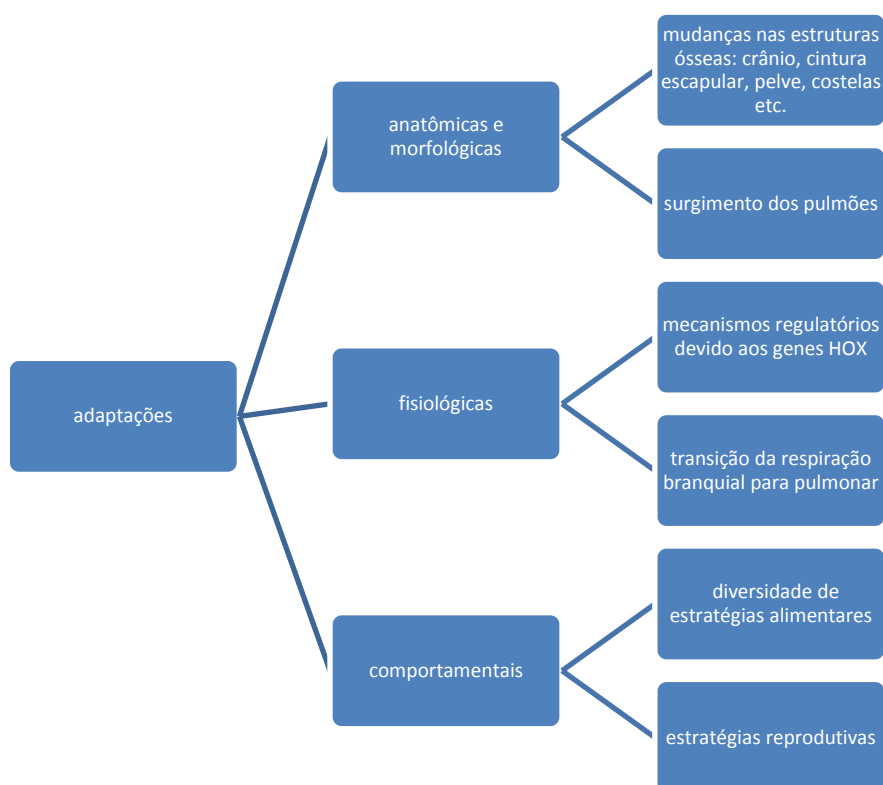 adaptações
anatômicas e
morfológicas
mudanças nas estruturas
ósseas: crânio, cintura
escapular, pelve, costelas
etc.
surgimento dos pulmões
fisiológicas
mecanismos regulatórios
devido aos genes HOX
transição da respiração
branquial para pulmonar
comportamentais
diversidade de
estratégias alimentares
estratégias reprodutivas